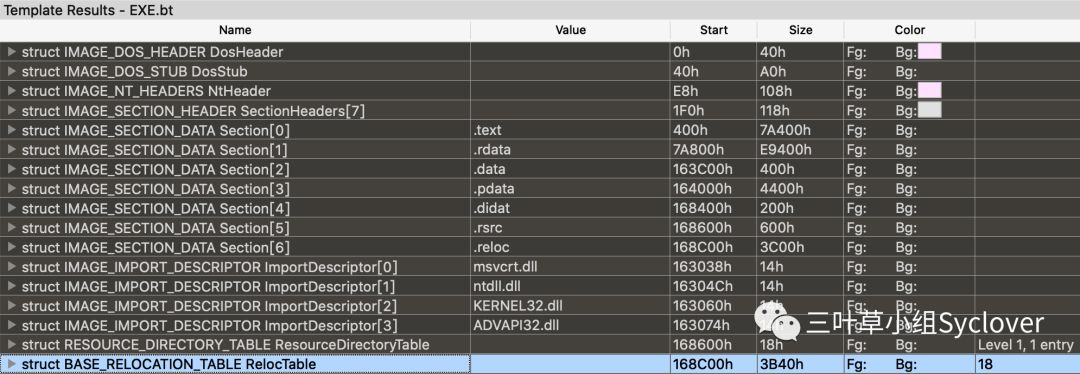 Template Results - EXE.bt
Name Value Start Size Color
struct IMAGE_DOS_HEADER DosHeader 0h 40h Fg: Bg:
struct IMAGE_DOS_STUB DosStub 40h A0h Fg: Bg:
struct IMAGE_NT_HEADERS NtHeader E8h 108h Fg: Bg:
struct IMAGE_SECTION_HEADER SectionHeaders[7] 1F0h 118h Fg: Bg:
struct IMAGE_SECTION_DATA Section[0] .text 400h 7A400h Fg: Bg:
struct IMAGE_SECTION_DATA Section[1] .rdata 7A800h E9400h Fg: Bg:
struct IMAGE_SECTION_DATA Section[2] .data 163C00h 400h Fg: Bg:
struct IMAGE_SECTION_DATA Section[3] .pdata 164000h 4400h Fg: Bg:
struct IMAGE_SECTION_DATA Section[4] .didat 168400h 200h Fg: Bg:
struct IMAGE_SECTION_DATA Section[5] .rsrc 168600h 600h Fg: Bg:
struct IMAGE_SECTION_DATA Section[6] .reloc 168C00h 3C00h Fg: Bg:
struct IMAGE_IMPORT_DESCRIPTOR ImportDescriptor[0] msvcrt.dll 163038h 14h Fg: Bg:
struct IMAGE_IMPORT_DESCRIPTOR ImportDescriptor[1] ntdll.dll 16304Ch 14h Fg: Bg:
struct IMAGE_IMPORT_DESCRIPTOR ImportDescriptor[2] KERNEL32.dll 163060h Fg: Bg:
struct IMAGE_IMPORT_DESCRIPTOR ImportDescriptor[3] ADVAPI32.dll 163074h Fg: Bg:
三叶草小组Syclover
struct RESOURCE_DIRECTORY_TABLE ResourceDirectoryTable 168600h 18h Fg: Bg: Level 1, 1 entry
struct BASE_RELOCATION_TABLE RelocTable 168C00h 3B40h Fg: Bg: 18